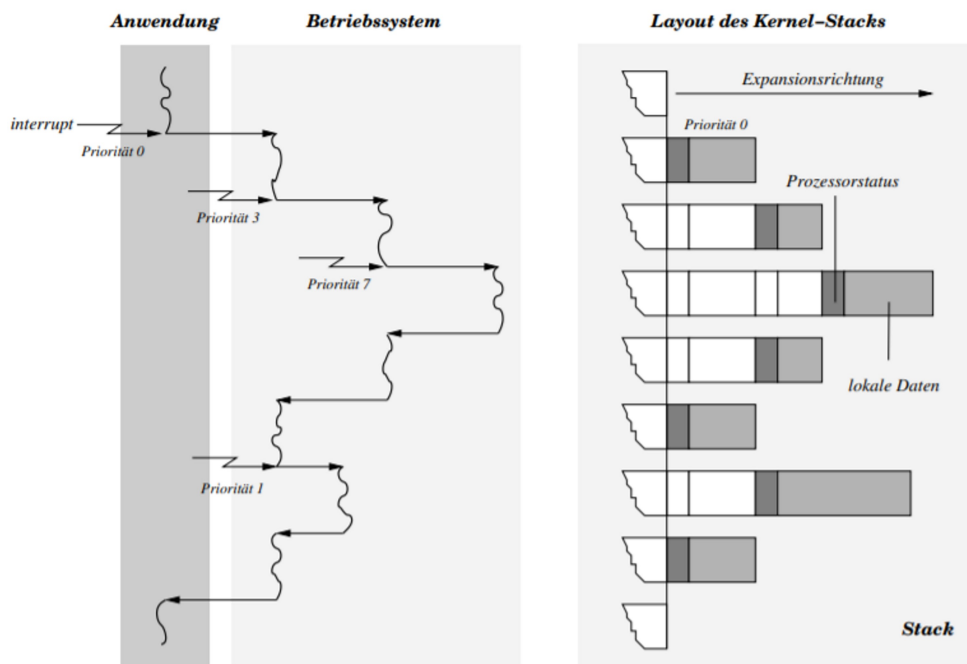 Anwendung
Betriebssystem
Layout des Kernel–Stacks
Expansionsrichtung
interrupt
Priorität 0
Priorität 0
Prozessorstatus
Priorität 3
Priorität 7
lokale Daten
Priorität 1
Stack